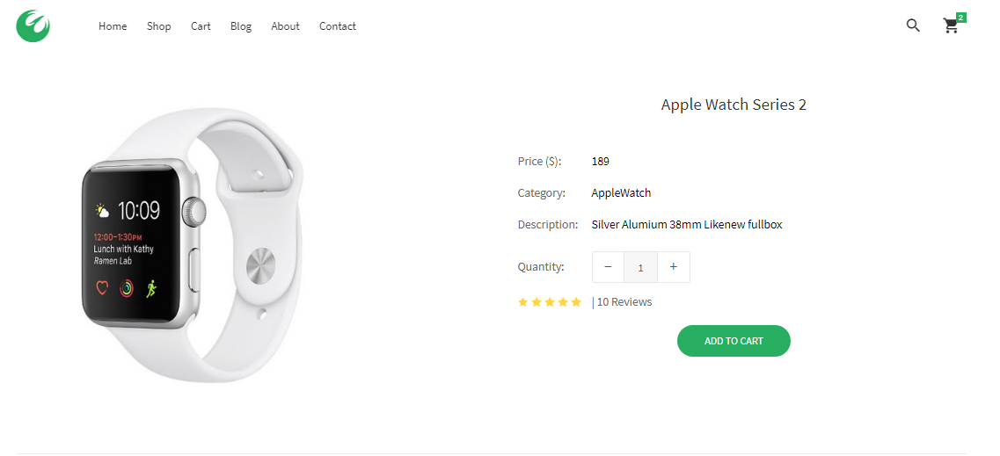 Home Shop Cart Blog About Contact
2
Apple Watch Series 2
Price ($): 189
Category: AppleWatch
Description: Silver Alumium 38mm Likenew fullbox
Quantity: − 1 +
| 10 Reviews
ADD TO CART
10:09
12:00–1:30PM
Lunch with Kathy
Ramen Lab